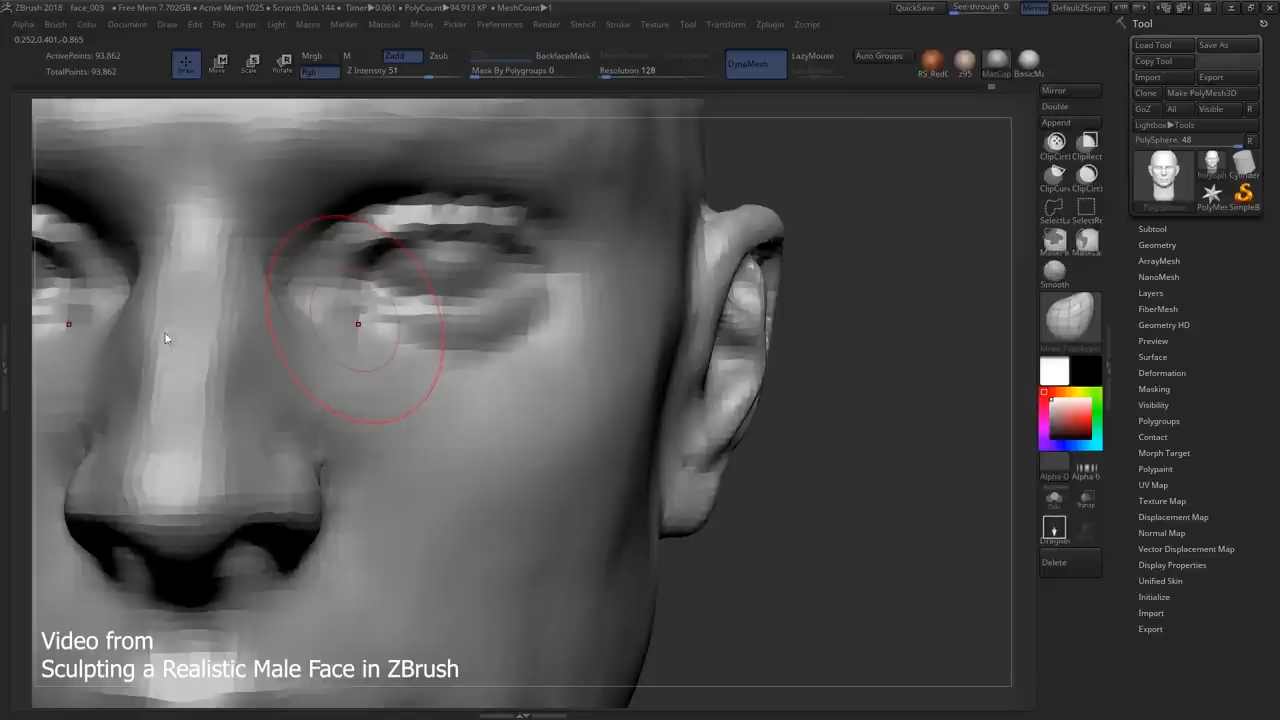 ZBrush 2018 face_003 • Free Mem 7.702GB • Active Mem 1025 • Scratch Disk 144 • Timer▶0.061 • PolyCount▶94.913 KP • MeshCount▶1
QuickSave See-through 0 Menus DefaultZScript
Alpha Brush Color Document Draw Edit File Layer Light Macro Marker Material Movie Picker Preferences Render Stencil Stroke Texture Tool Transform Zplugin Zscript
0.252,0.401,-0.865
ActivePoints: 93,862
TotalPoints: 93,862
Draw Move Scale Rotate
Mrgb M.
Rgb
Zadd Zsub
Z Intensity 51
BackfaceMask
Mask By Polygroups 0
Resolution 128
DynaMesh
LazyMouse
Auto Groups
RS_RedC z95 MatCap BasicMa
Mirror
Double
Append
ClipCircl ClipRect
ClipCurv ClipCircl
SelectLa SelectRe
MaskPe MaskLa
Smooth
Alpha O Alpha 6
Dragnh
Delete
Tool
Load Tool Save As
Copy Tool
Import Export
Clone Make PolyMesh3D
GoZ All Visible R
Lightbox▶Tools
PolySphere. 48 R
PolySph Cylinder
PolyMe SimpleB
Subtool
Geometry
ArrayMesh
NanoMesh
Layers
FiberMesh
Geometry HD
Preview
Surface
Deformation
Masking
Visibility
Polygroups
Contact
Morph Target
Polypaint
UV Map
Texture Map
Displacement Map
Normal Map
Vector Displacement Map
Display Properties
Unified Skin
Initialize
Import
Export
Video from
Sculpting a Realistic Male Face in ZBrush